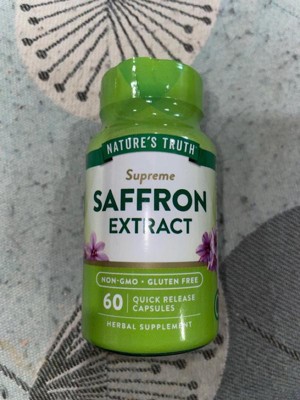 NATURE'S TRUTH
Supreme
SAFFRON
EXTRACT
NON-GMO • GLUTEN FREE
60 QUICK RELEASE
CAPSULES
HERBAL SUPPLEMENT